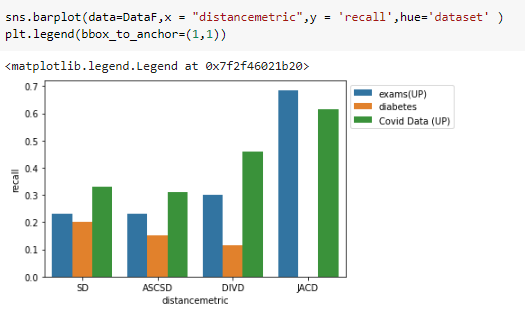 sns.barplot(data=DataF,x = "distancemetric",y = 'recall',hue='dataset' )
plt.legend(bbox_to_anchor=(1,1))
<matplotlib.legend.Legend at 0x7f2f46021b20>
0.7
0.6
0.5
0.4
0.3
0.2
0.1
0.0
recall
SD ASCSD DIVD JACD
distancemetric
exams(UP)
diabetes
Covid Data (UP)